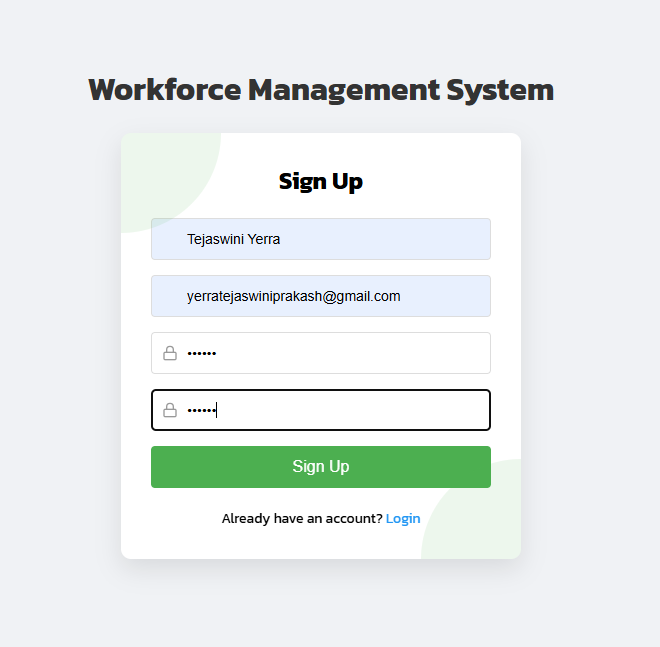 Workforce Management System
Sign Up
Tejaswini Yerra
yerratejaswiniprakash@gmail.com
••••••
••••••
Sign Up
Already have an account? Login